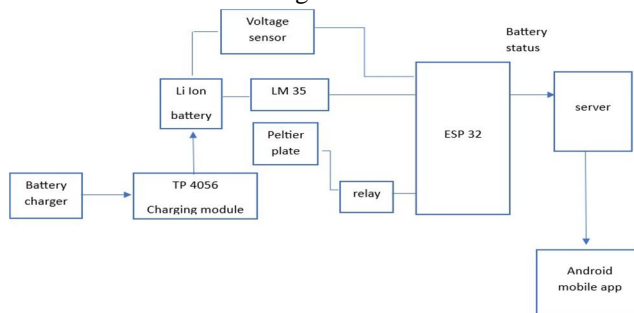 Voltage
sensor
Battery
status
Li Ion
battery
LM 35
ESP 32
server
Peltier
plate
relay
Battery
charger
TP 4056
Charging module
Android
mobile app